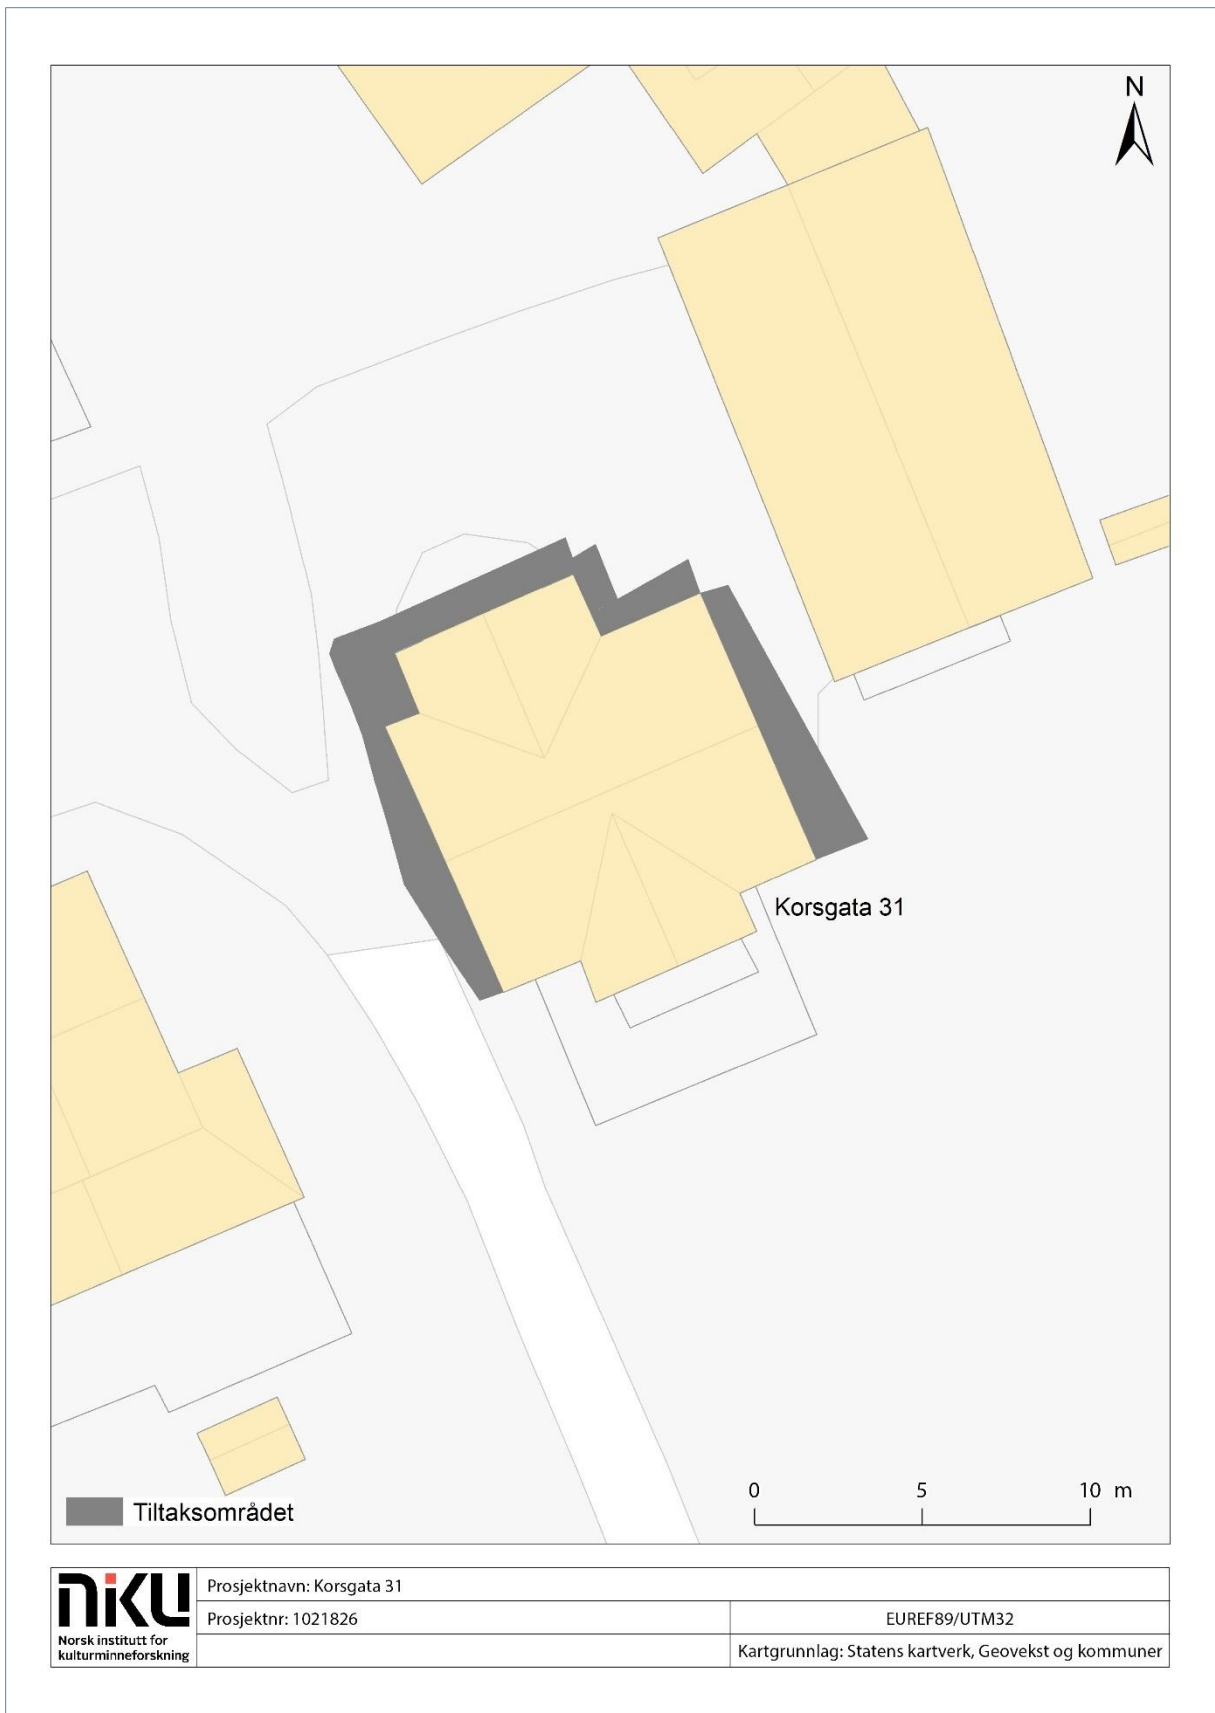 N
Korsgata 31
0 5 10 m
Tiltaksområdet
NIKU
Norsk institutt for
kulturminneforskning
Prosjektnavn: Korsgata 31
Prosjektnr: 1021826
EUREF89/UTM32
Kartgrunnlag: Statens kartverk, Geovekst og kommuner